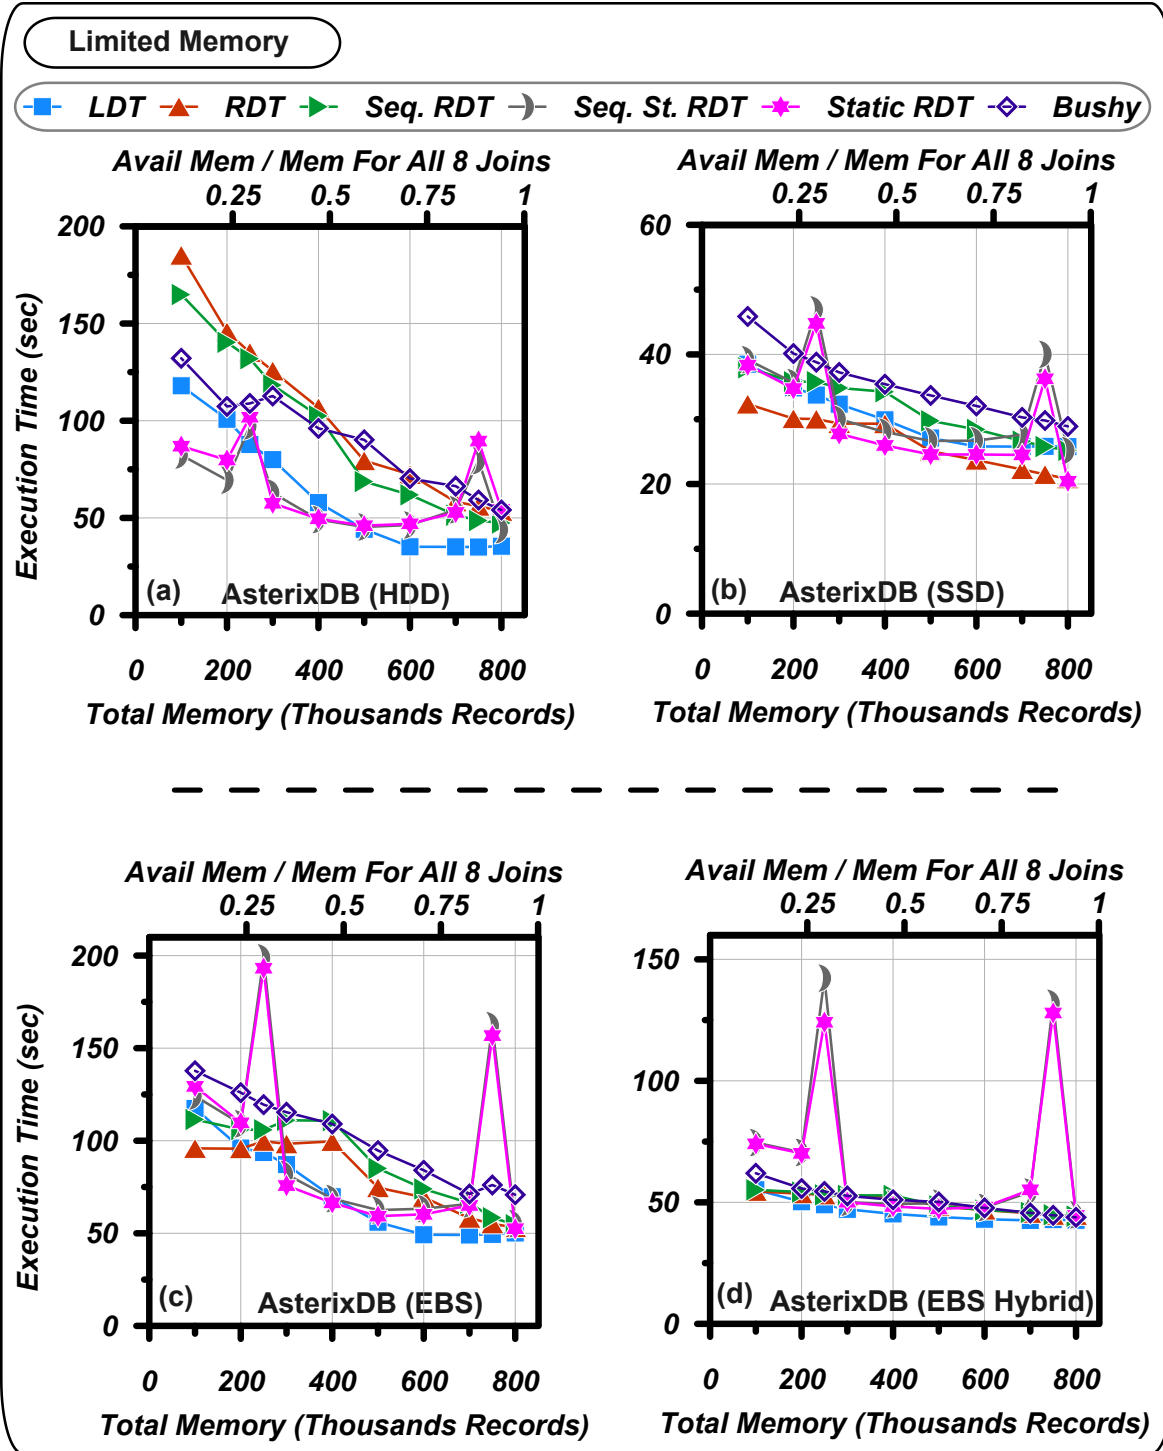 Limited Memory
LDT RDT Seq. RDT Seq. St. RDT Static RDT Bushy
Avail Mem / Mem For All 8 Joins
0.25 0.5 0.75 1
200
150
100
50
0
Execution Time (sec)
(a) AsterixDB (HDD)
0 200 400 600 800
Total Memory (Thousands Records)
Avail Mem / Mem For All 8 Joins
0.25 0.5 0.75 1
60
40
20
0
(b) AsterixDB (SSD)
0 200 400 600 800
Total Memory (Thousands Records)
Avail Mem / Mem For All 8 Joins
0.25 0.5 0.75 1
200
150
100
50
0
Execution Time (sec)
(c) AsterixDB (EBS)
0 200 400 600 800
Total Memory (Thousands Records)
Avail Mem / Mem For All 8 Joins
0.25 0.5 0.75 1
150
100
50
0
(d) AsterixDB (EBS Hybrid)
0 200 400 600 800
Total Memory (Thousands Records)